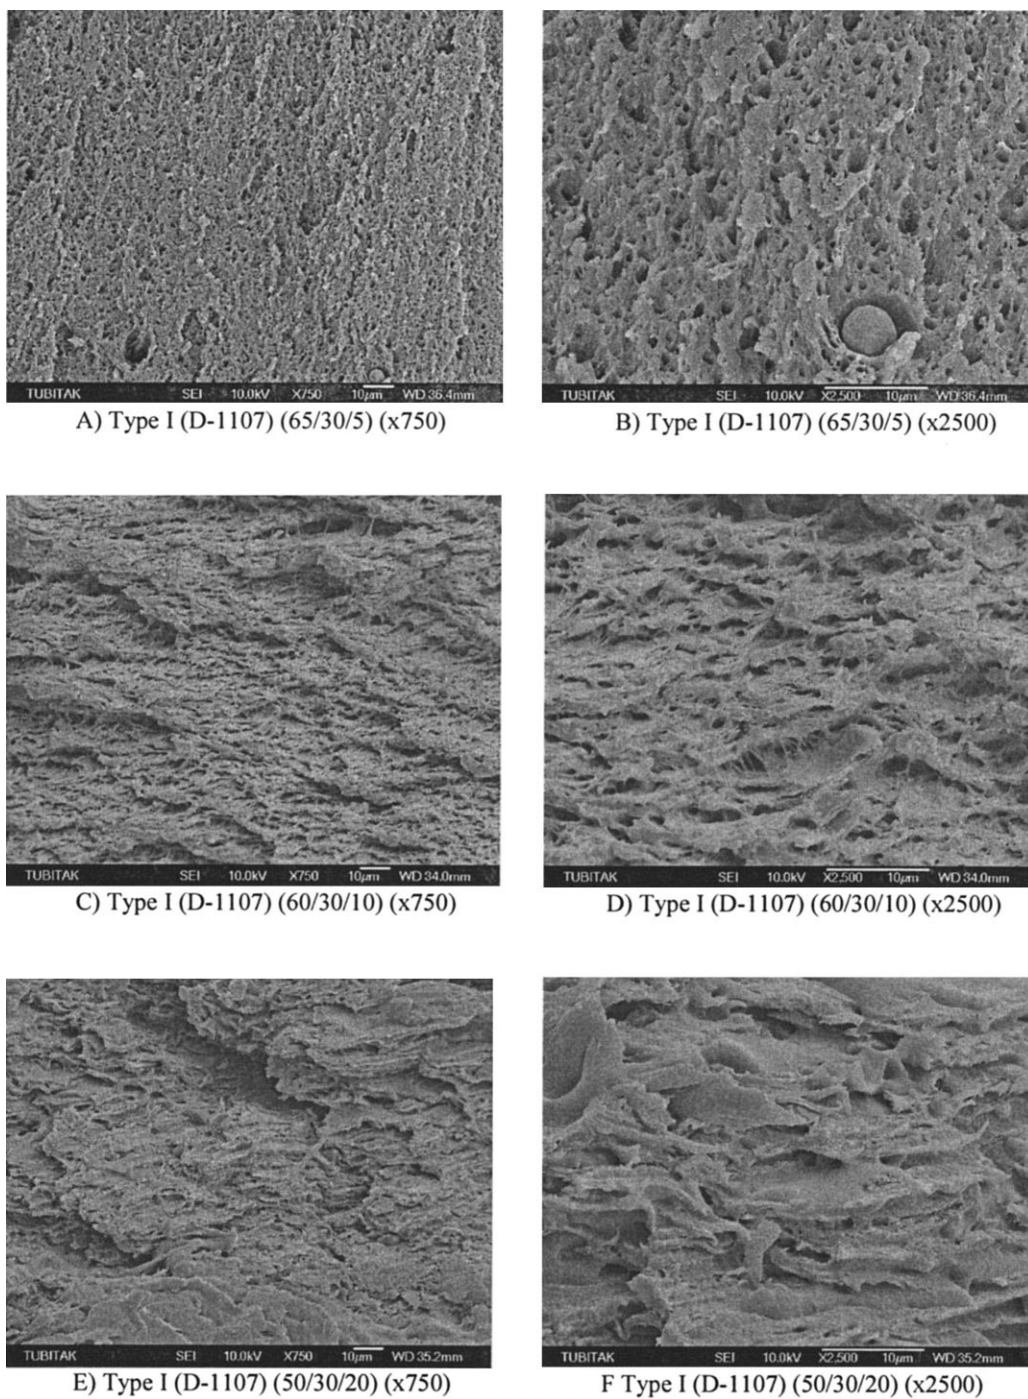 TUBITAK SEI 10.0kV X750 10μm WD 36.4mm
TUBITAK SEI 10.0kV X2,500 10μm WD 36.4mm
A) Type I (D-1107) (65/30/5) (x750)
B) Type I (D-1107) (65/30/5) (x2500)
TUBITAK SEI 10.0kV X750 10μm WD 34.0mm
TUBITAK SEI 10.0kV X2,500 10μm WD 34.0mm
C) Type I (D-1107) (60/30/10) (x750)
D) Type I (D-1107) (60/30/10) (x2500)
TUBITAK SEI 10.0kV X750 10μm WD 35.2mm
TUBITAK SEI 10.0kV X2,500 10μm WD 35.2mm
E) Type I (D-1107) (50/30/20) (x750)
F Type I (D-1107) (50/30/20) (x2500)